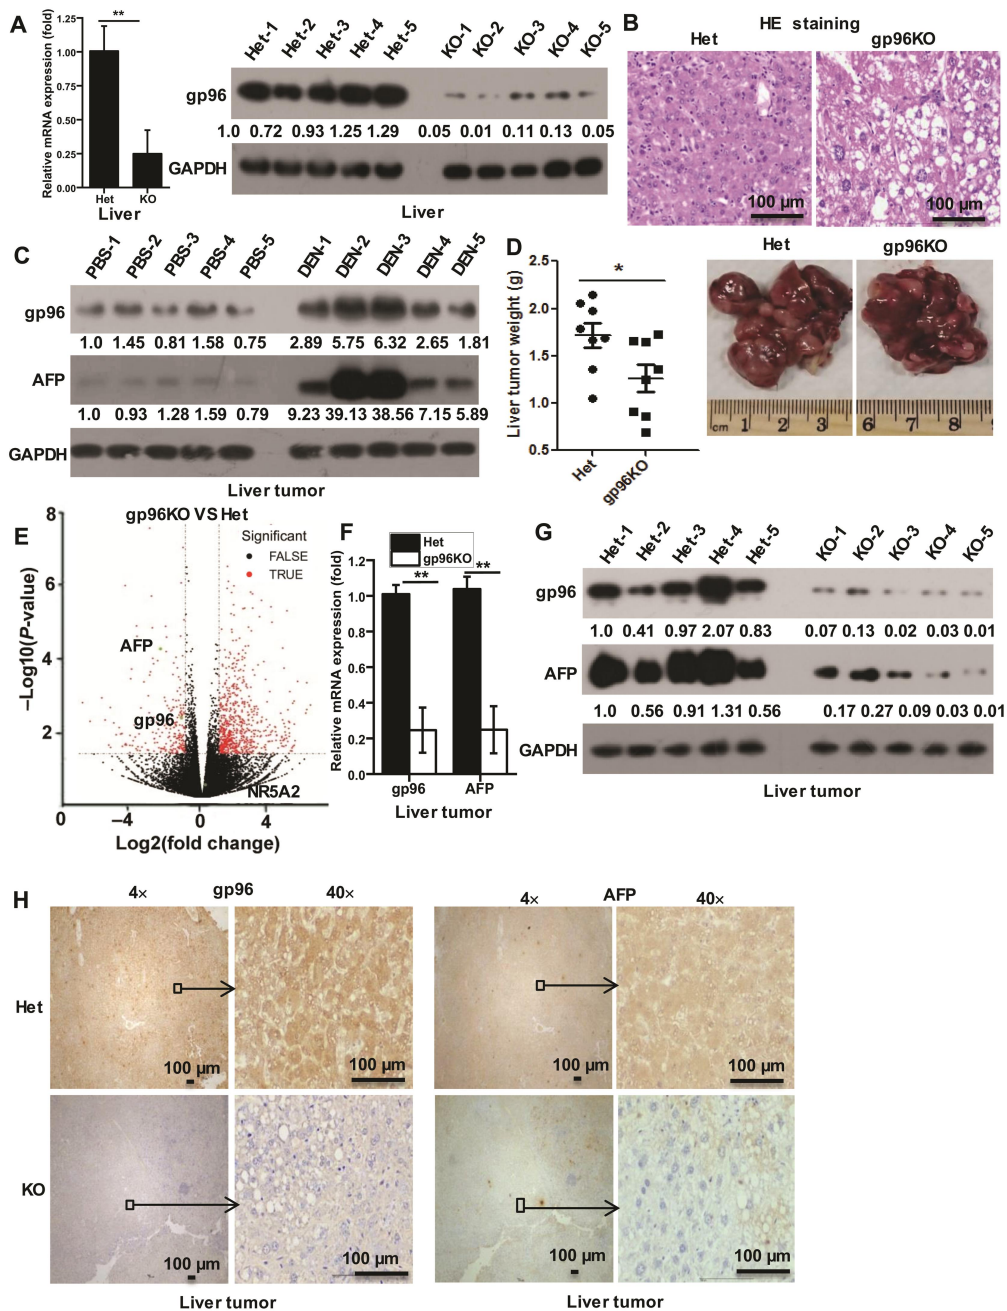 A
Relative mRNA expression (fold)
1.25
1.00
0.75
0.50
0.25
0.00
**
Het KO
Liver
Het-1 Het-2 Het-3 Het-4 Het-5 KO-1 KO-2 KO-3 KO-4 KO-5
gp96
1.0 0.72 0.93 1.25 1.29 0.05 0.01 0.11 0.13 0.05
GAPDH
Liver
B
HE staining
Het gp96KO
100 µm 100 µm
C
PBS-1 PBS-2 PBS-3 PBS-4 PBS-5 DEN-1 DEN-2 DEN-3 DEN-4 DEN-5
gp96
1.0 1.45 0.81 1.58 0.75 2.89 5.75 6.32 2.65 1.81
AFP
1.0 0.93 1.28 1.59 0.79 9.23 39.13 38.56 7.15 5.89
GAPDH
Liver tumor
D
Liver tumor weight (g)
2.5
2.0
1.5
1.0
0.5
*
Het gp96KO
Het gp96KO
cm 1 2 3 6 7 8
E
gp96KO VS Het
Significant
FALSE
TRUE
−Log10(P-value)
8
6
4
2
0 −4 0 4
AFP
gp96
NR5A2
Log2(fold change)
F
Het
gp96KO
Relative mRNA expression (fold)
1.2
1.0
0.8
0.6
0.4
0.2
0.0
** **
gp96 AFP
Liver tumor
G
Het-1 Het-2 Het-3 Het-4 Het-5 KO-1 KO-2 KO-3 KO-4 KO-5
gp96
1.0 0.41 0.97 2.07 0.83 0.07 0.13 0.02 0.03 0.01
AFP
1.0 0.56 0.91 1.31 0.56 0.17 0.27 0.09 0.03 0.01
GAPDH
Liver tumor
H
4× gp96 40× 4× AFP 40×
Het
100 µm 100 µm 100 µm 100 µm
KO
100 µm 100 µm 100 µm 100 µm
Liver tumor Liver tumor